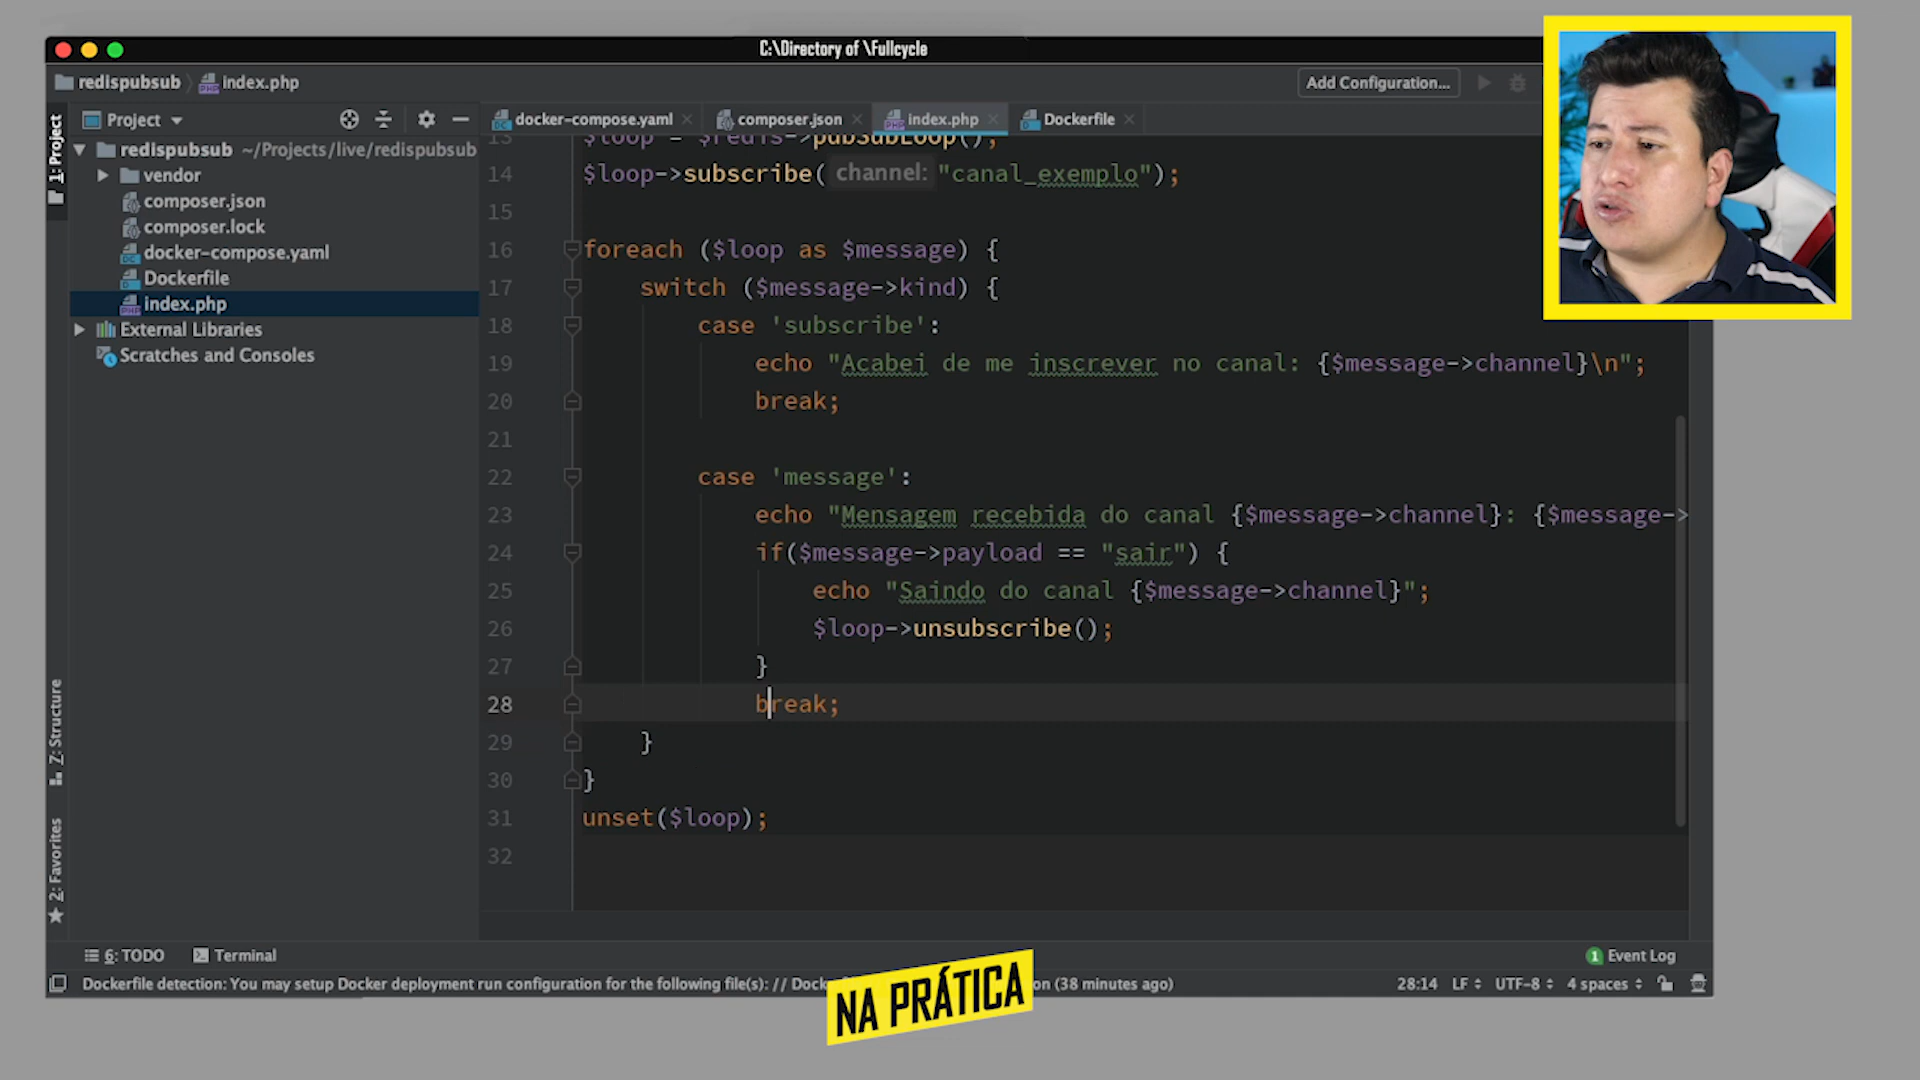 C:\Directory of \Fullcycle
redispubsub
index.php
Add Configuration...
1: Project
Project
redispubsub ~/Projects/live/redispubsub
vendor
composer.json
composer.lock
docker-compose.yaml
Dockerfile
index.php
External Libraries
Scratches and Consoles
docker-compose.yaml
composer.json
index.php
Dockerfile
13 $loop = $redis->pubSubLoop();
14 $loop->subscribe( channel: "canal_exemplo");
15
16 foreach ($loop as $message) {
17 switch ($message->kind) {
18 case 'subscribe':
19 echo "Acabei de me inscrever no canal: {$message->channel}\n";
20 break;
21
22 case 'message':
23 echo "Mensagem recebida do canal {$message->channel}: {$message->
24 if($message->payload == "sair") {
25 echo "Saindo do canal {$message->channel}";
26 $loop->unsubscribe();
27 }
28 break;
29 }
30 }
31 unset($loop);
32
Z: Structure
2: Favorites
6: TODO
Terminal
1 Event Log
Dockerfile detection: You may setup Docker deployment run configuration for the following file(s): // Dock
on (38 minutes ago)
28:14 LF UTF-8 4 spaces
NA PRÁTICA